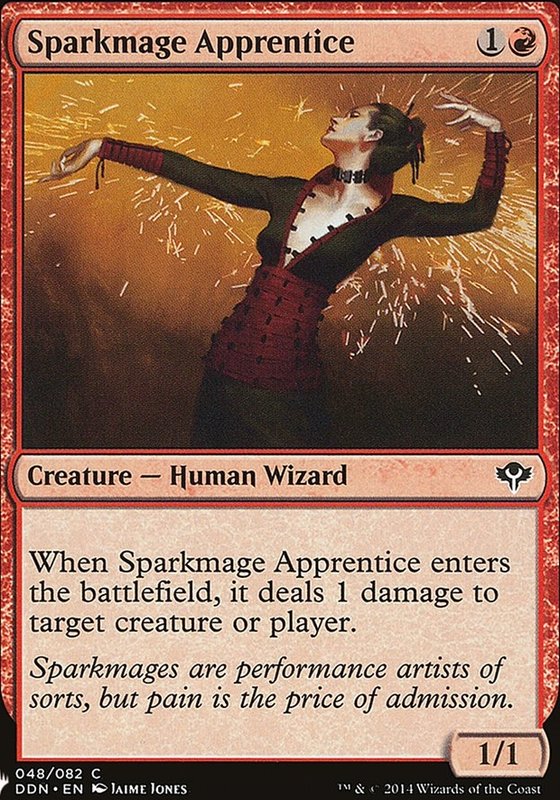 Sparkmage Apprentice 1
Creature — Human Wizard
When Sparkmage Apprentice enters
the battlefield, it deals 1 damage to
target creature or player.
Sparkmages are performance artists of
sorts, but pain is the price of admission.
1/1
048/082 C
DDN • EN JAIME JONES
™ & © 2014 Wizards of the Coast